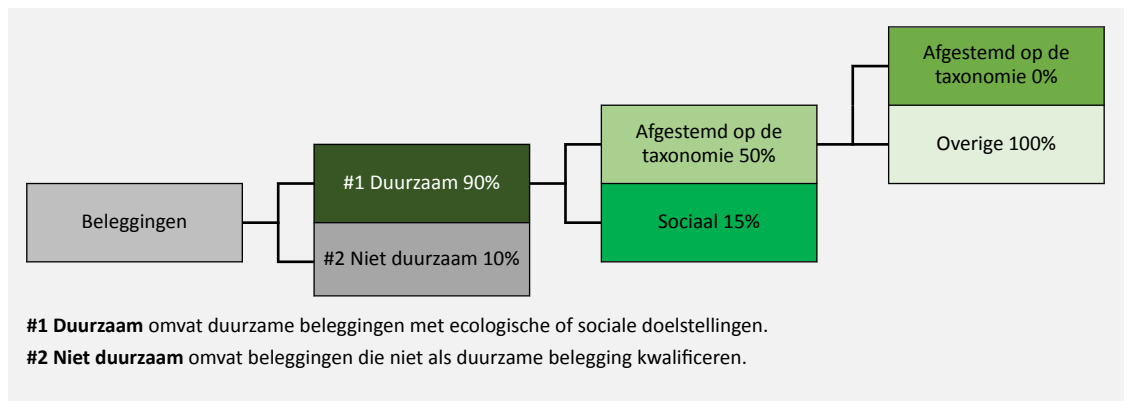 Beleggingen
#1 Duurzaam 90%
#2 Niet duurzaam 10%
Afgestemd op de
taxonomie 50%
Sociaal 15%
Afgestemd op de
taxonomie 0%
Overige 100%
#1 Duurzaam omvat duurzame beleggingen met ecologische of sociale doelstellingen.
#2 Niet duurzaam omvat beleggingen die niet als duurzame belegging kwalificeren.